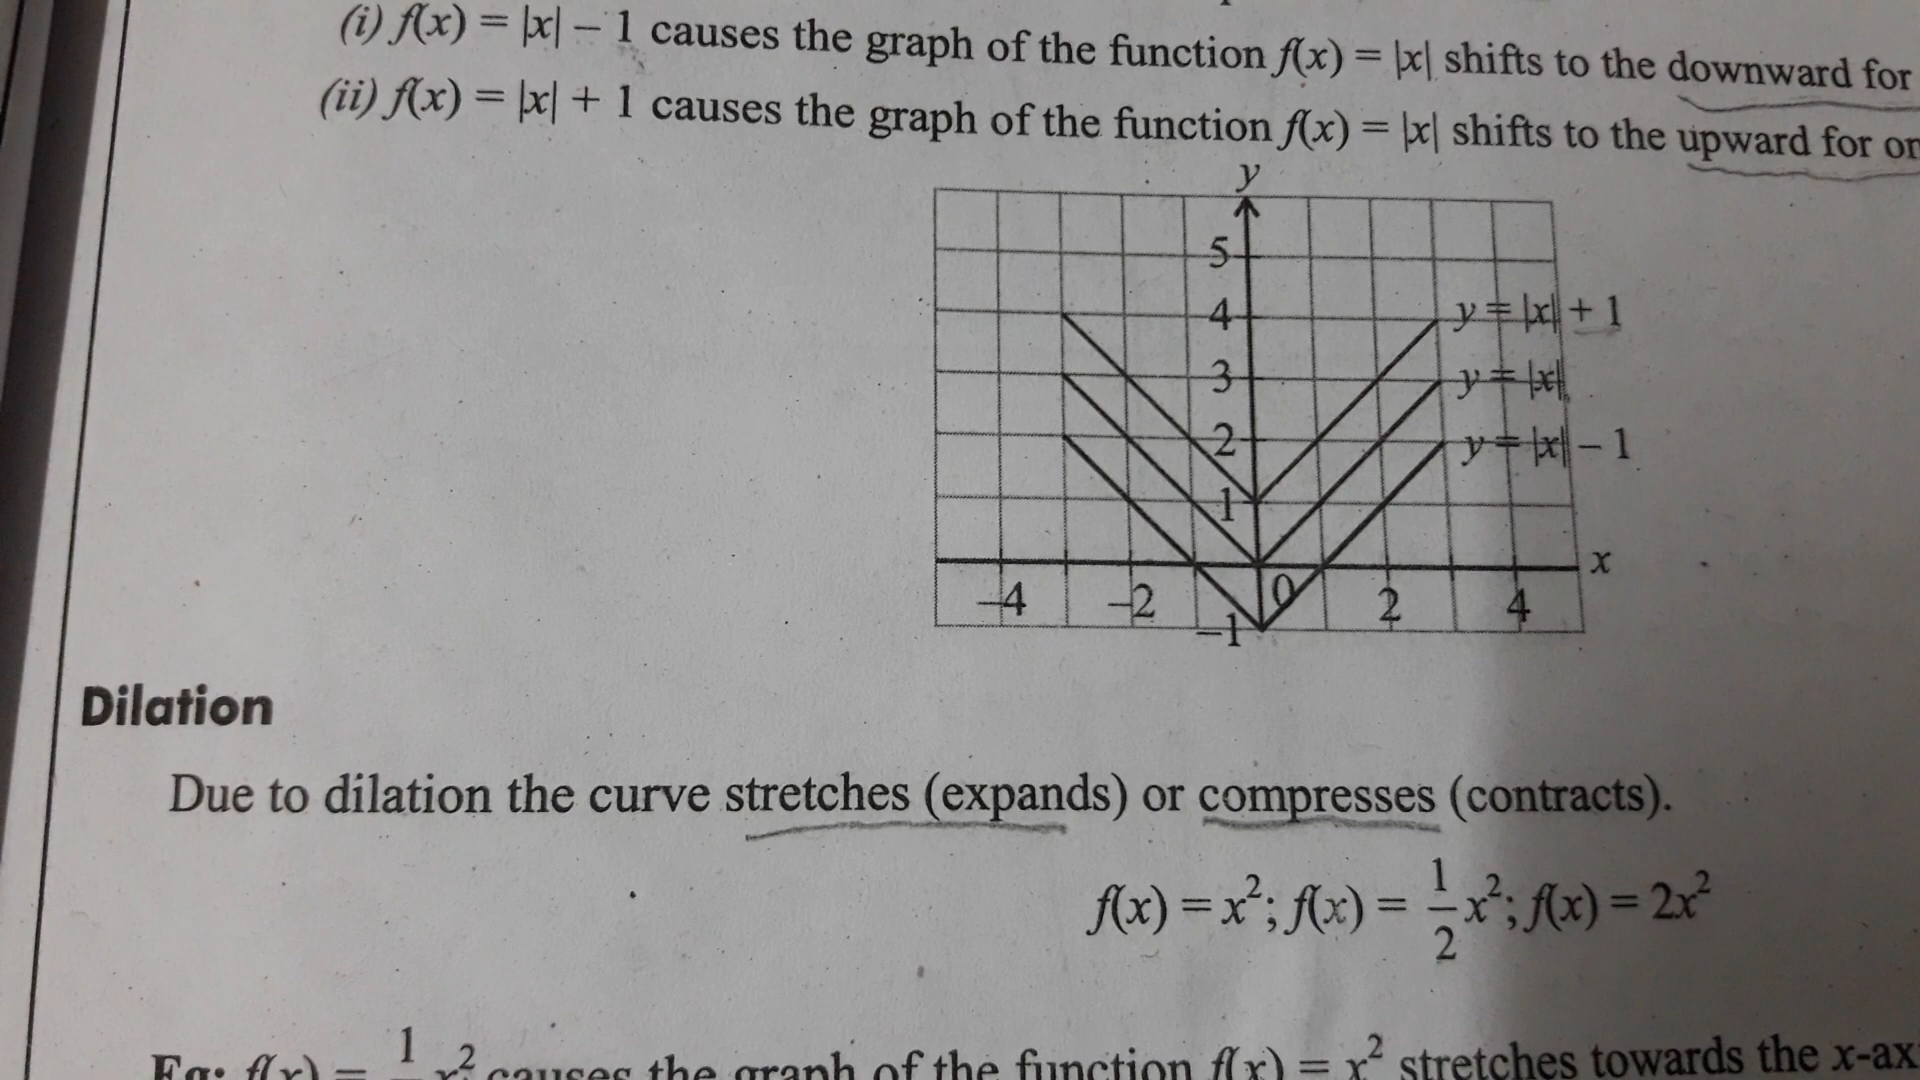 (i) f(x) = |x| − 1 causes the graph of the function f(x) = |x| shifts to the downward for
(ii) f(x) = |x| + 1 causes the graph of the function f(x) = |x| shifts to the upward for
y
5
4 y = |x| + 1
3 y = |x|
2 y = |x| − 1
1
x
−4 −2 0 2 4
−1
Dilation
Due to dilation the curve stretches (expands) or compresses (contracts).
f(x) = x²; f(x) = 1/2 x²; f(x) = 2x²
Eg: f(x) = 1 x² causes the graph of the function f(x) = x² stretches towards the